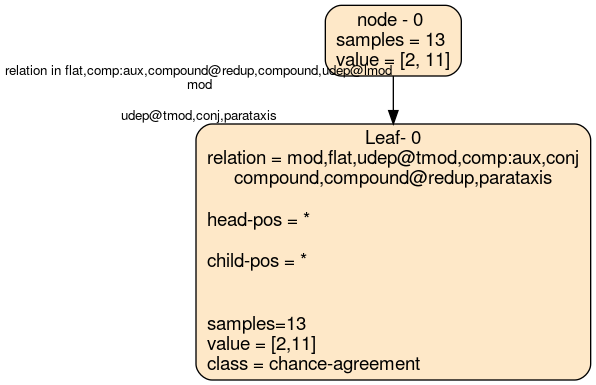 node - 0
samples = 13
value = [2, 11]
relation in flat,comp:aux,compound@redup,compound,udep@lmod
mod
udep@tmod,conj,parataxis
Leaf- 0
relation = mod,flat,udep@tmod,comp:aux,conj
compound,compound@redup,parataxis
head-pos = *
child-pos = *
samples=13
value = [2,11]
class = chance-agreement